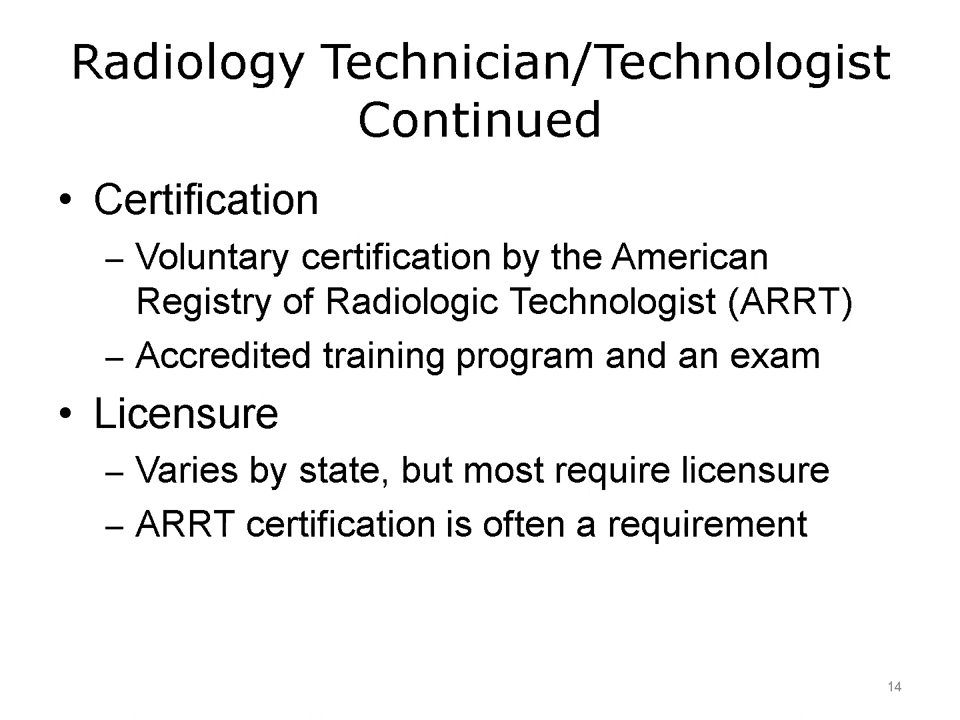 Radiology Technician/Technologist
Continued
• Certification
– Voluntary certification by the American
Registry of Radiologic Technologist (ARRT)
– Accredited training program and an exam
• Licensure
– Varies by state, but most require licensure
– ARRT certification is often a requirement
14